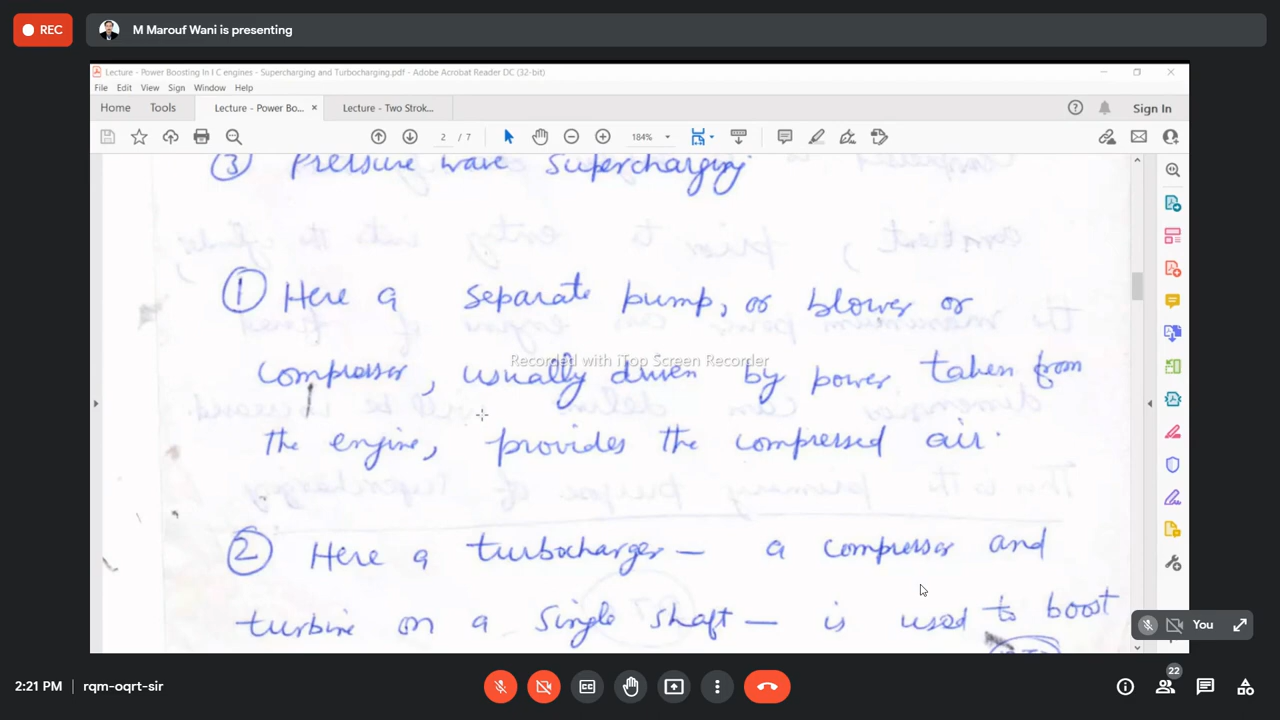 REC
M Marouf Wani is presenting
Lecture - Power Boosting In I C engines - Supercharging and Turbocharging.pdf - Adobe Acrobat Reader DC (32-bit)
File Edit View Sign Window Help
Home Tools Lecture - Power Bo... × Lecture - Two Strok... Sign In
2 / 7 184%
③ Pressure wave Supercharging.
① Here a separate pump, or blower or
Recorded with iTop Screen Recorder
compressor, usually driven by power taken from
the engine, provides the compressed air.
② Here a turbocharger — a compressor and
turbine on a single shaft — is used to boost
You
2:21 PM rqm-oqrt-sir
22